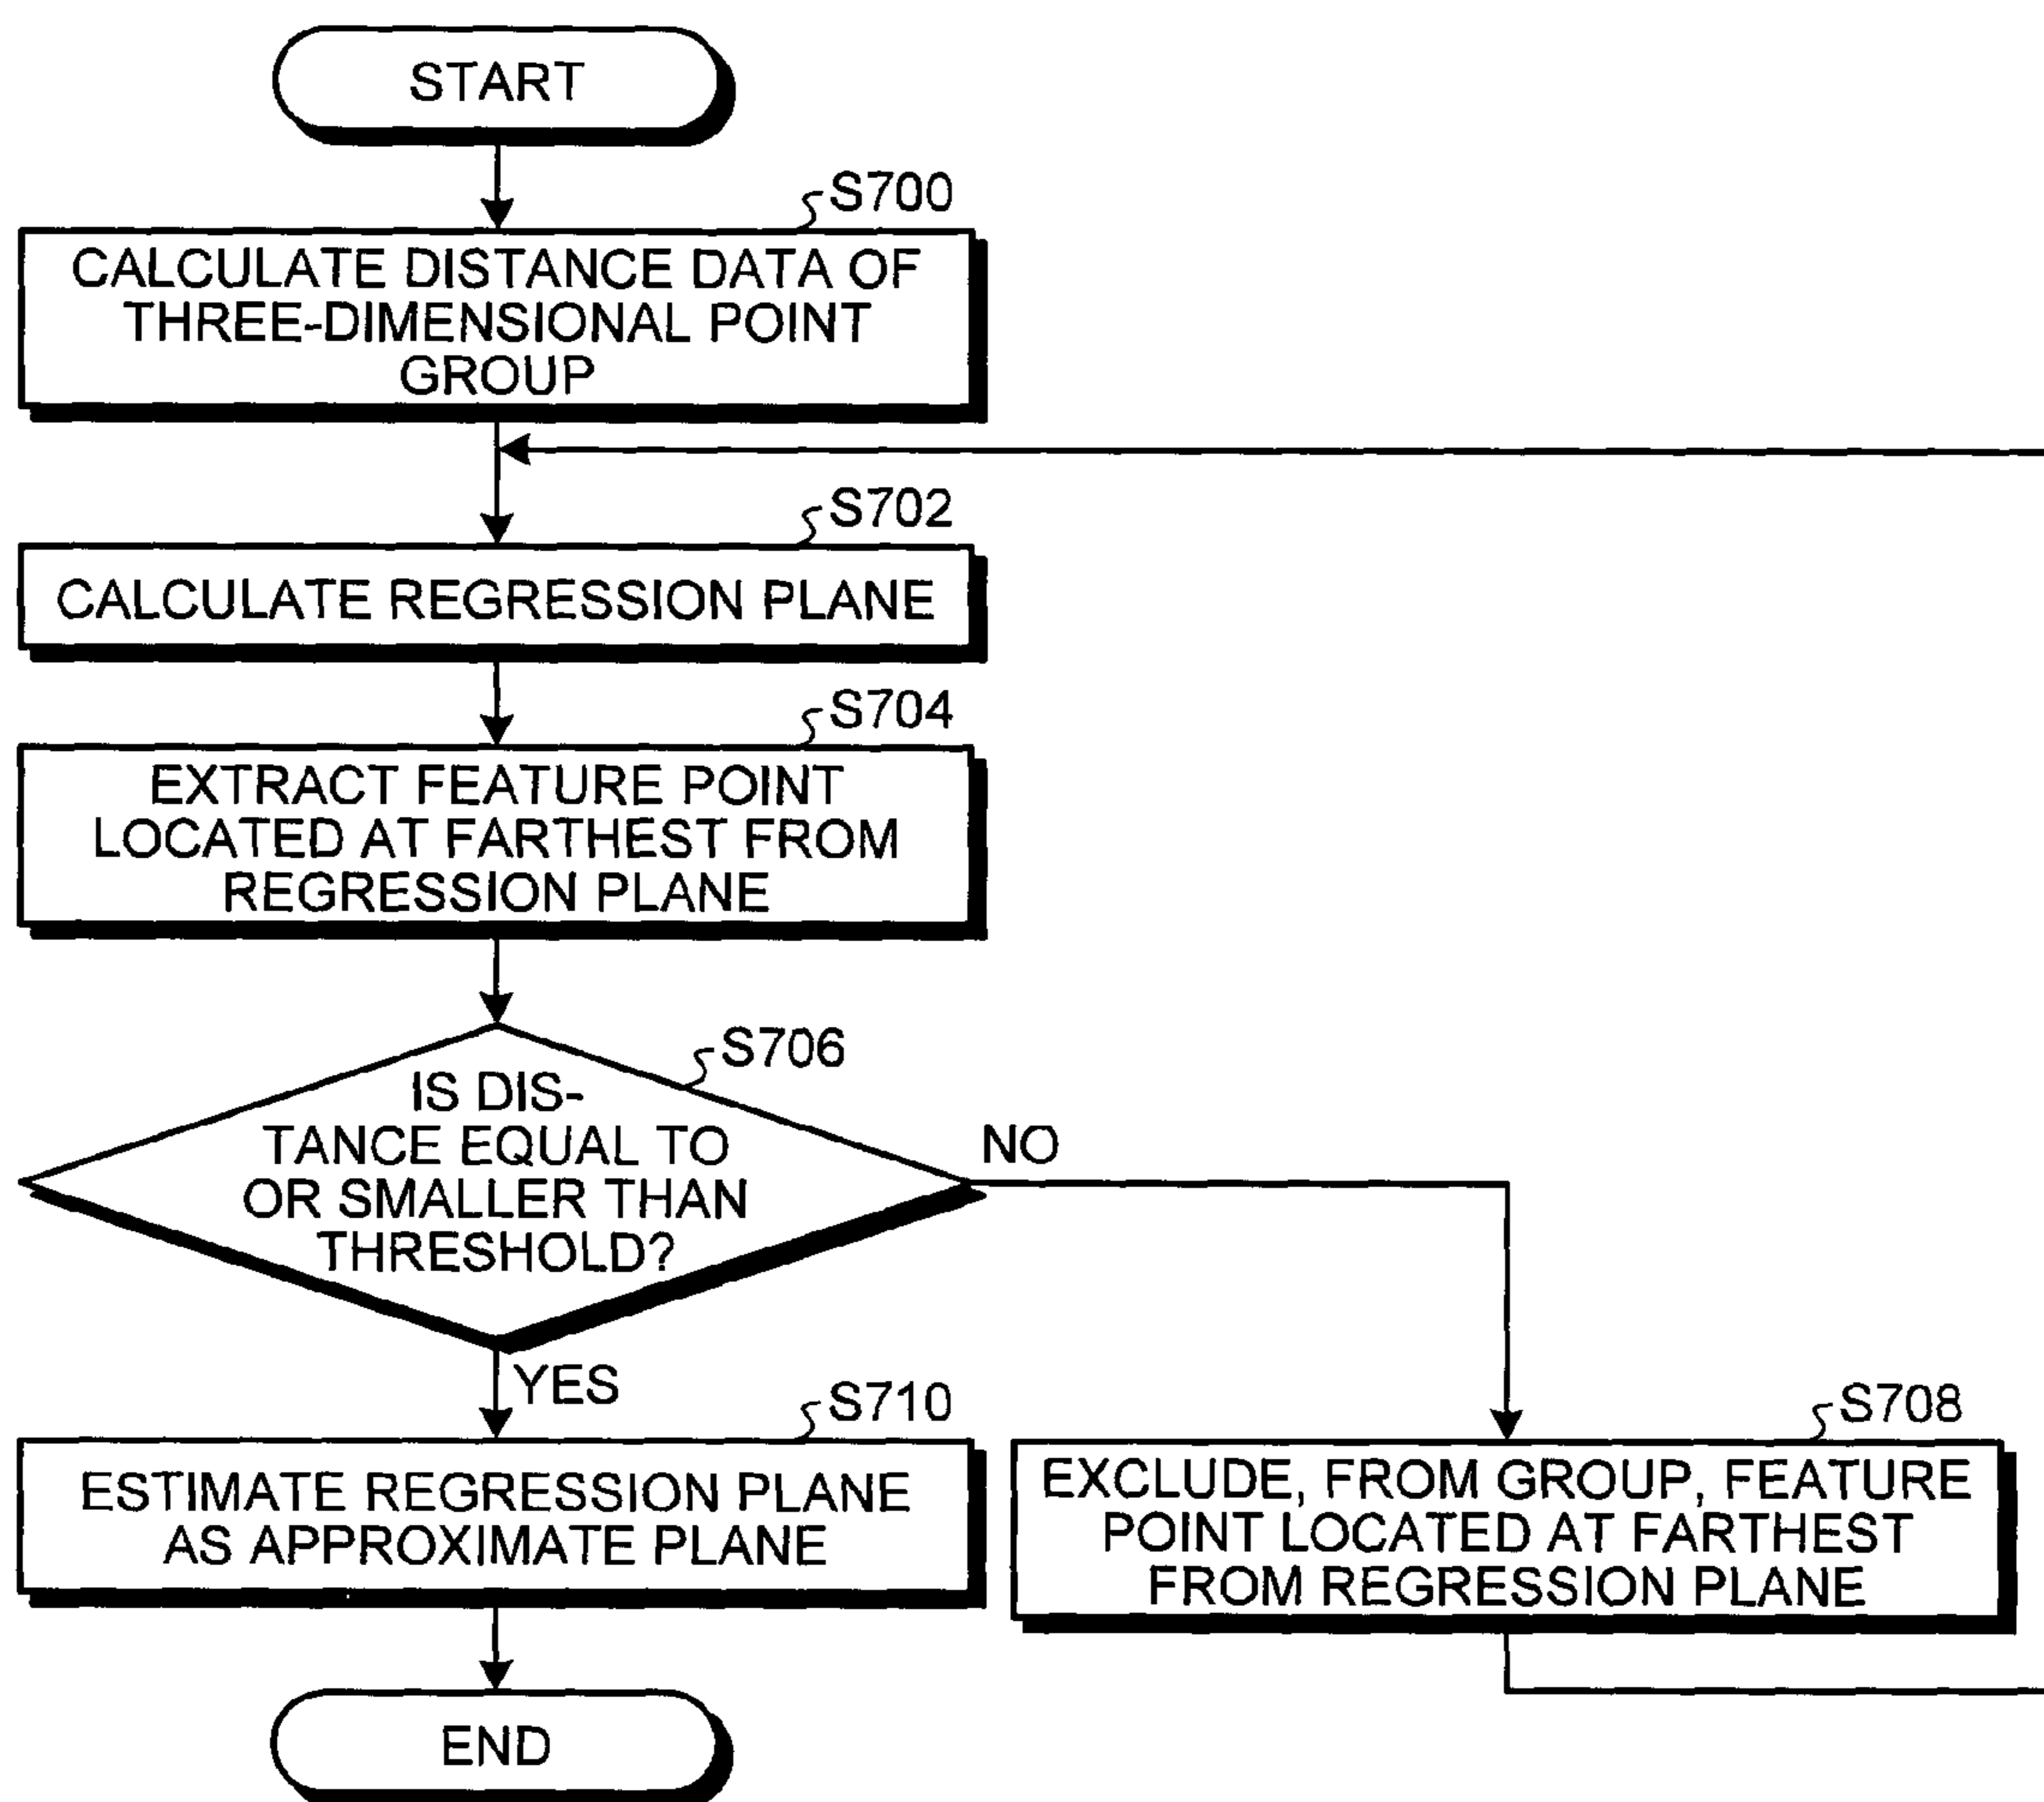 START
S700
CALCULATE DISTANCE DATA OF
THREE-DIMENSIONAL POINT
GROUP
S702
CALCULATE REGRESSION PLANE
S704
EXTRACT FEATURE POINT
LOCATED AT FARTHEST FROM
REGRESSION PLANE
S706
IS DIS-
TANCE EQUAL TO
OR SMALLER THAN
THRESHOLD?
NO
YES
S710
ESTIMATE REGRESSION PLANE
AS APPROXIMATE PLANE
S708
EXCLUDE, FROM GROUP, FEATURE
POINT LOCATED AT FARTHEST
FROM REGRESSION PLANE
END